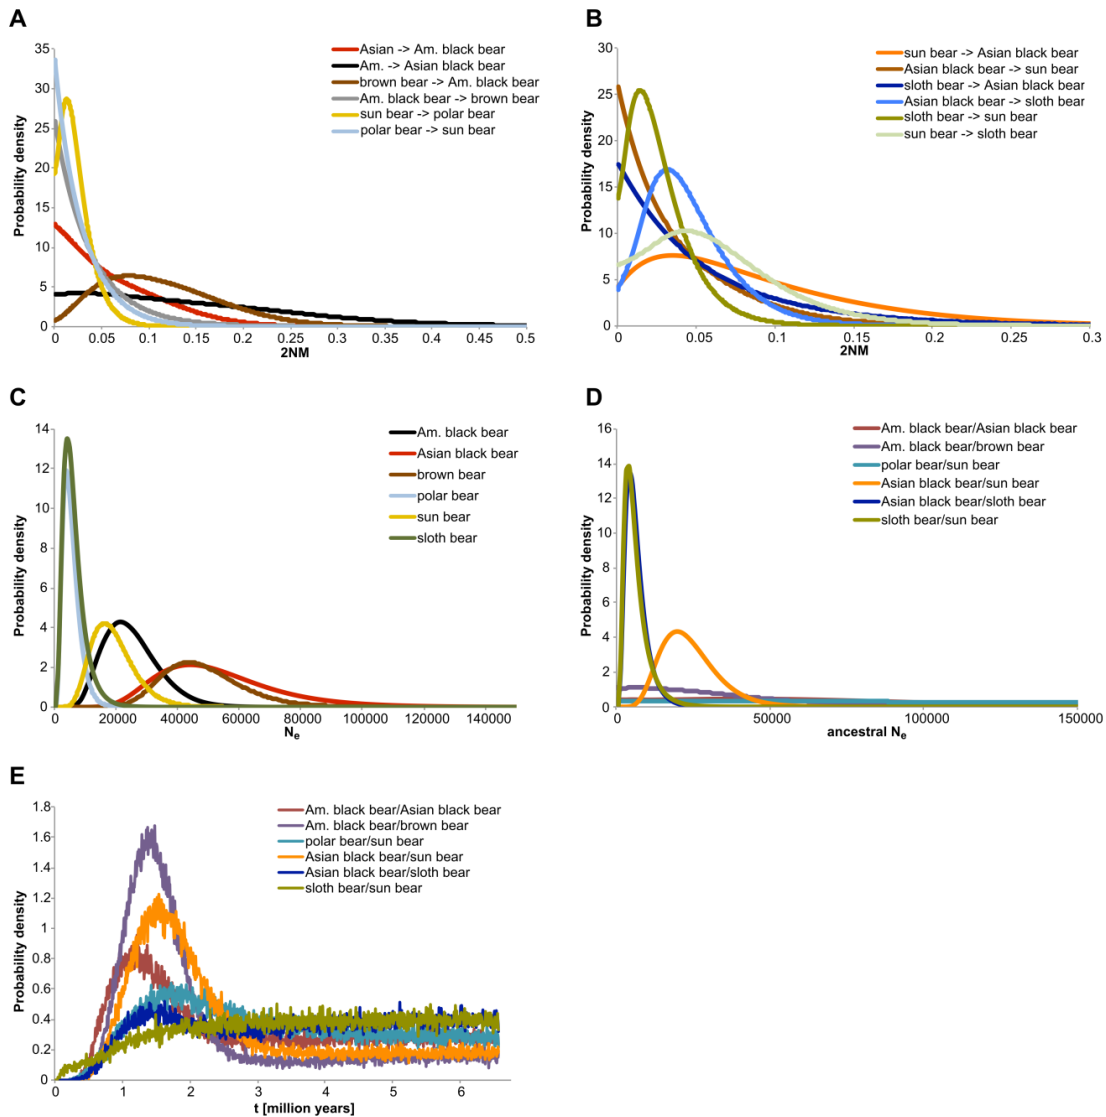 A
Asian -> Am. black bear
Am. -> Asian black bear
brown bear -> Am. black bear
Am. black bear -> brown bear
sun bear -> polar bear
polar bear -> sun bear
Probability density
35
30
25
20
15
10
5
0
0 0.05 0.1 0.15 0.2 0.25 0.3 0.35 0.4 0.45 0.5
2NM
B
sun bear -> Asian black bear
Asian black bear -> sun bear
sloth bear -> Asian black bear
Asian black bear -> sloth bear
sloth bear -> sun bear
sun bear -> sloth bear
Probability density
30
25
20
15
10
5
0
0 0.05 0.1 0.15 0.2 0.25 0.3
2NM
C
Am. black bear
Asian black bear
brown bear
polar bear
sun bear
sloth bear
Probability density
14
12
10
8
6
4
2
0
0 20000 40000 60000 80000 100000 120000 140000
Ne
D
Am. black bear/Asian black bear
Am. black bear/brown bear
polar bear/sun bear
Asian black bear/sun bear
Asian black bear/sloth bear
sloth bear/sun bear
Probability density
16
14
12
10
8
6
4
2
0
0 50000 100000 150000
ancestral Ne
E
Am. black bear/Asian black bear
Am. black bear/brown bear
polar bear/sun bear
Asian black bear/sun bear
Asian black bear/sloth bear
sloth bear/sun bear
Probability density
1.8
1.6
1.4
1.2
1
0.8
0.6
0.4
0.2
0
0 1 2 3 4 5 6
t [million years]